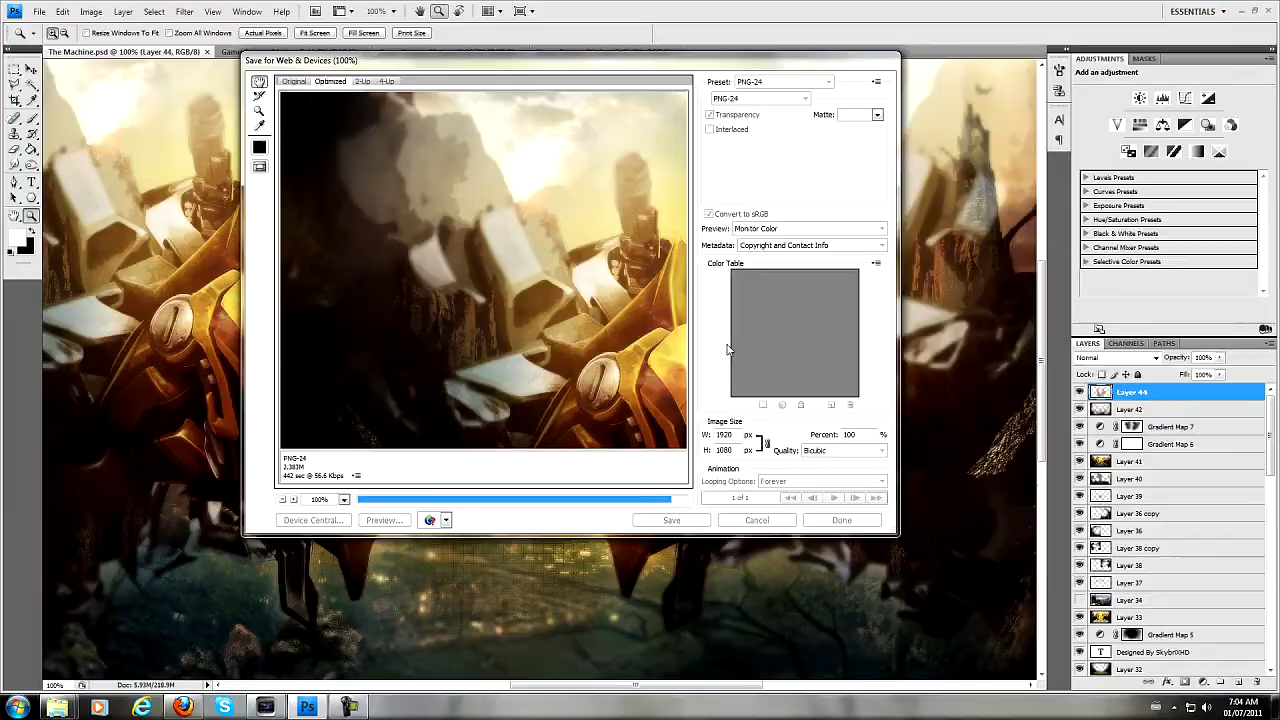 Ps File Edit Image Layer Select Filter View Window Help 100% ESSENTIALS
Resize Windows To Fit Zoom All Windows Actual Pixels Fit Screen Fill Screen Print Size
The Machine.psd @ 100% (Layer 44, RGB/8) × Gam
Save for Web & Devices (100%)
Original Optimized 2-Up 4-Up
PNG-24
2.383M
442 sec @ 56.6 Kbps
100%
Device Central... Preview...
Preset: PNG-24
PNG-24
Transparency Matte:
Interlaced
Convert to sRGB
Preview: Monitor Color
Metadata: Copyright and Contact Info
Color Table
Image Size
W: 1920 px Percent: 100 %
H: 1080 px Quality: Bicubic
Animation
Looping Options: Forever
1 of 1
Save Cancel Done
ADJUSTMENTS MASKS
Add an adjustment
Levels Presets
Curves Presets
Exposure Presets
Hue/Saturation Presets
Black & White Presets
Channel Mixer Presets
Selective Color Presets
LAYERS CHANNELS PATHS
Normal Opacity: 100%
Lock: Fill: 100%
Layer 44
Layer 42
Gradient Map 7
Gradient Map 6
Layer 41
Layer 40
Layer 39
Layer 36 copy
Layer 36
Layer 38 copy
Layer 38
Layer 37
Layer 34
Layer 33
Gradient Map 5
T Designed By SkybrixHD
Layer 32
100% Doc: 5.93M/218.9M
Ps
7:04 AM
01/07/2011